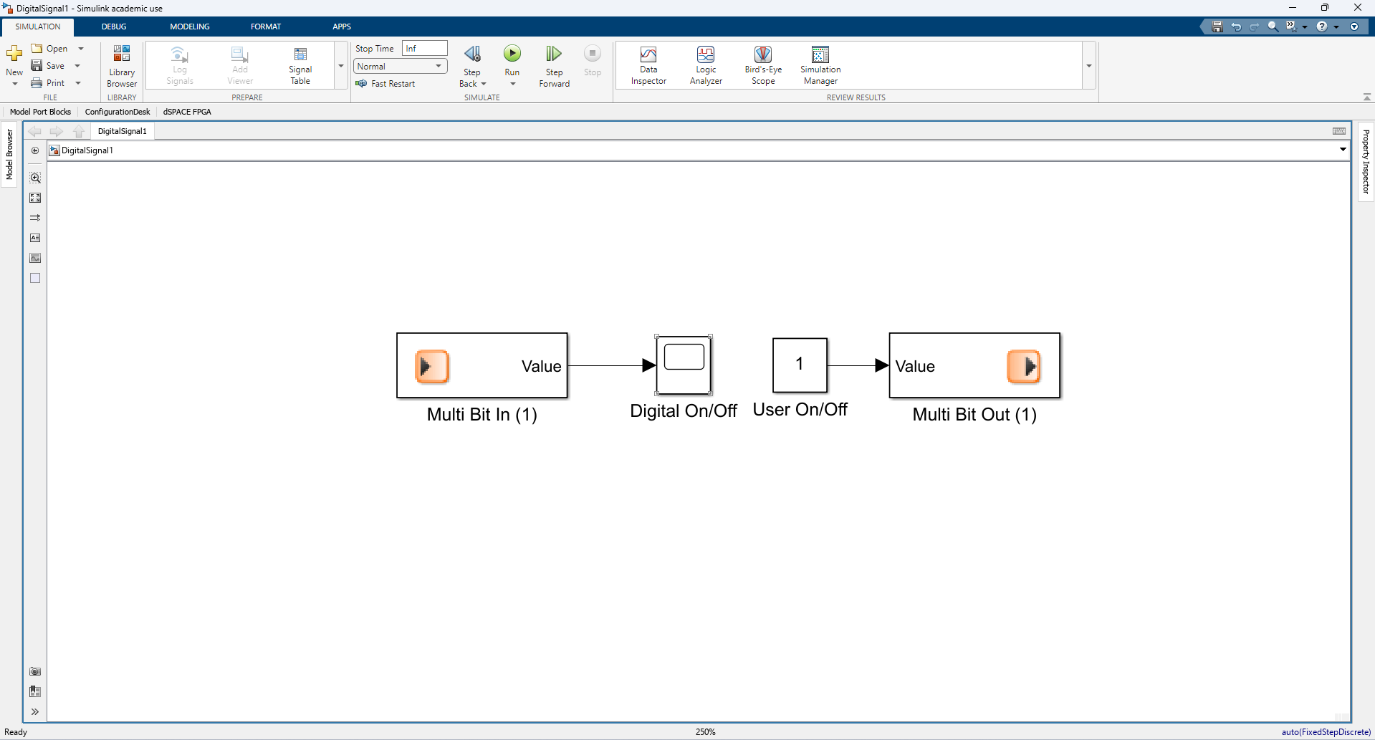 DigitalSignal1 - Simulink academic use
SIMULATION DEBUG MODELING FORMAT APPS
New
Open
Save
Print
FILE
Library
Browser
LIBRARY
Log
Signals
Add
Viewer
Signal
Table
PREPARE
Stop Time Inf
Normal
Fast Restart
Step
Back
Run
Step
Forward
Stop
SIMULATE
Data
Inspector
Logic
Analyzer
Bird's-Eye
Scope
Simulation
Manager
REVIEW RESULTS
Model Port Blocks ConfigurationDesk dSPACE FPGA
Model Browser
DigitalSignal1
DigitalSignal1
Property Inspector
Value
Multi Bit In (1)
Digital On/Off
1
User On/Off
Value
Multi Bit Out (1)
Ready 250% auto(FixedStepDiscrete)